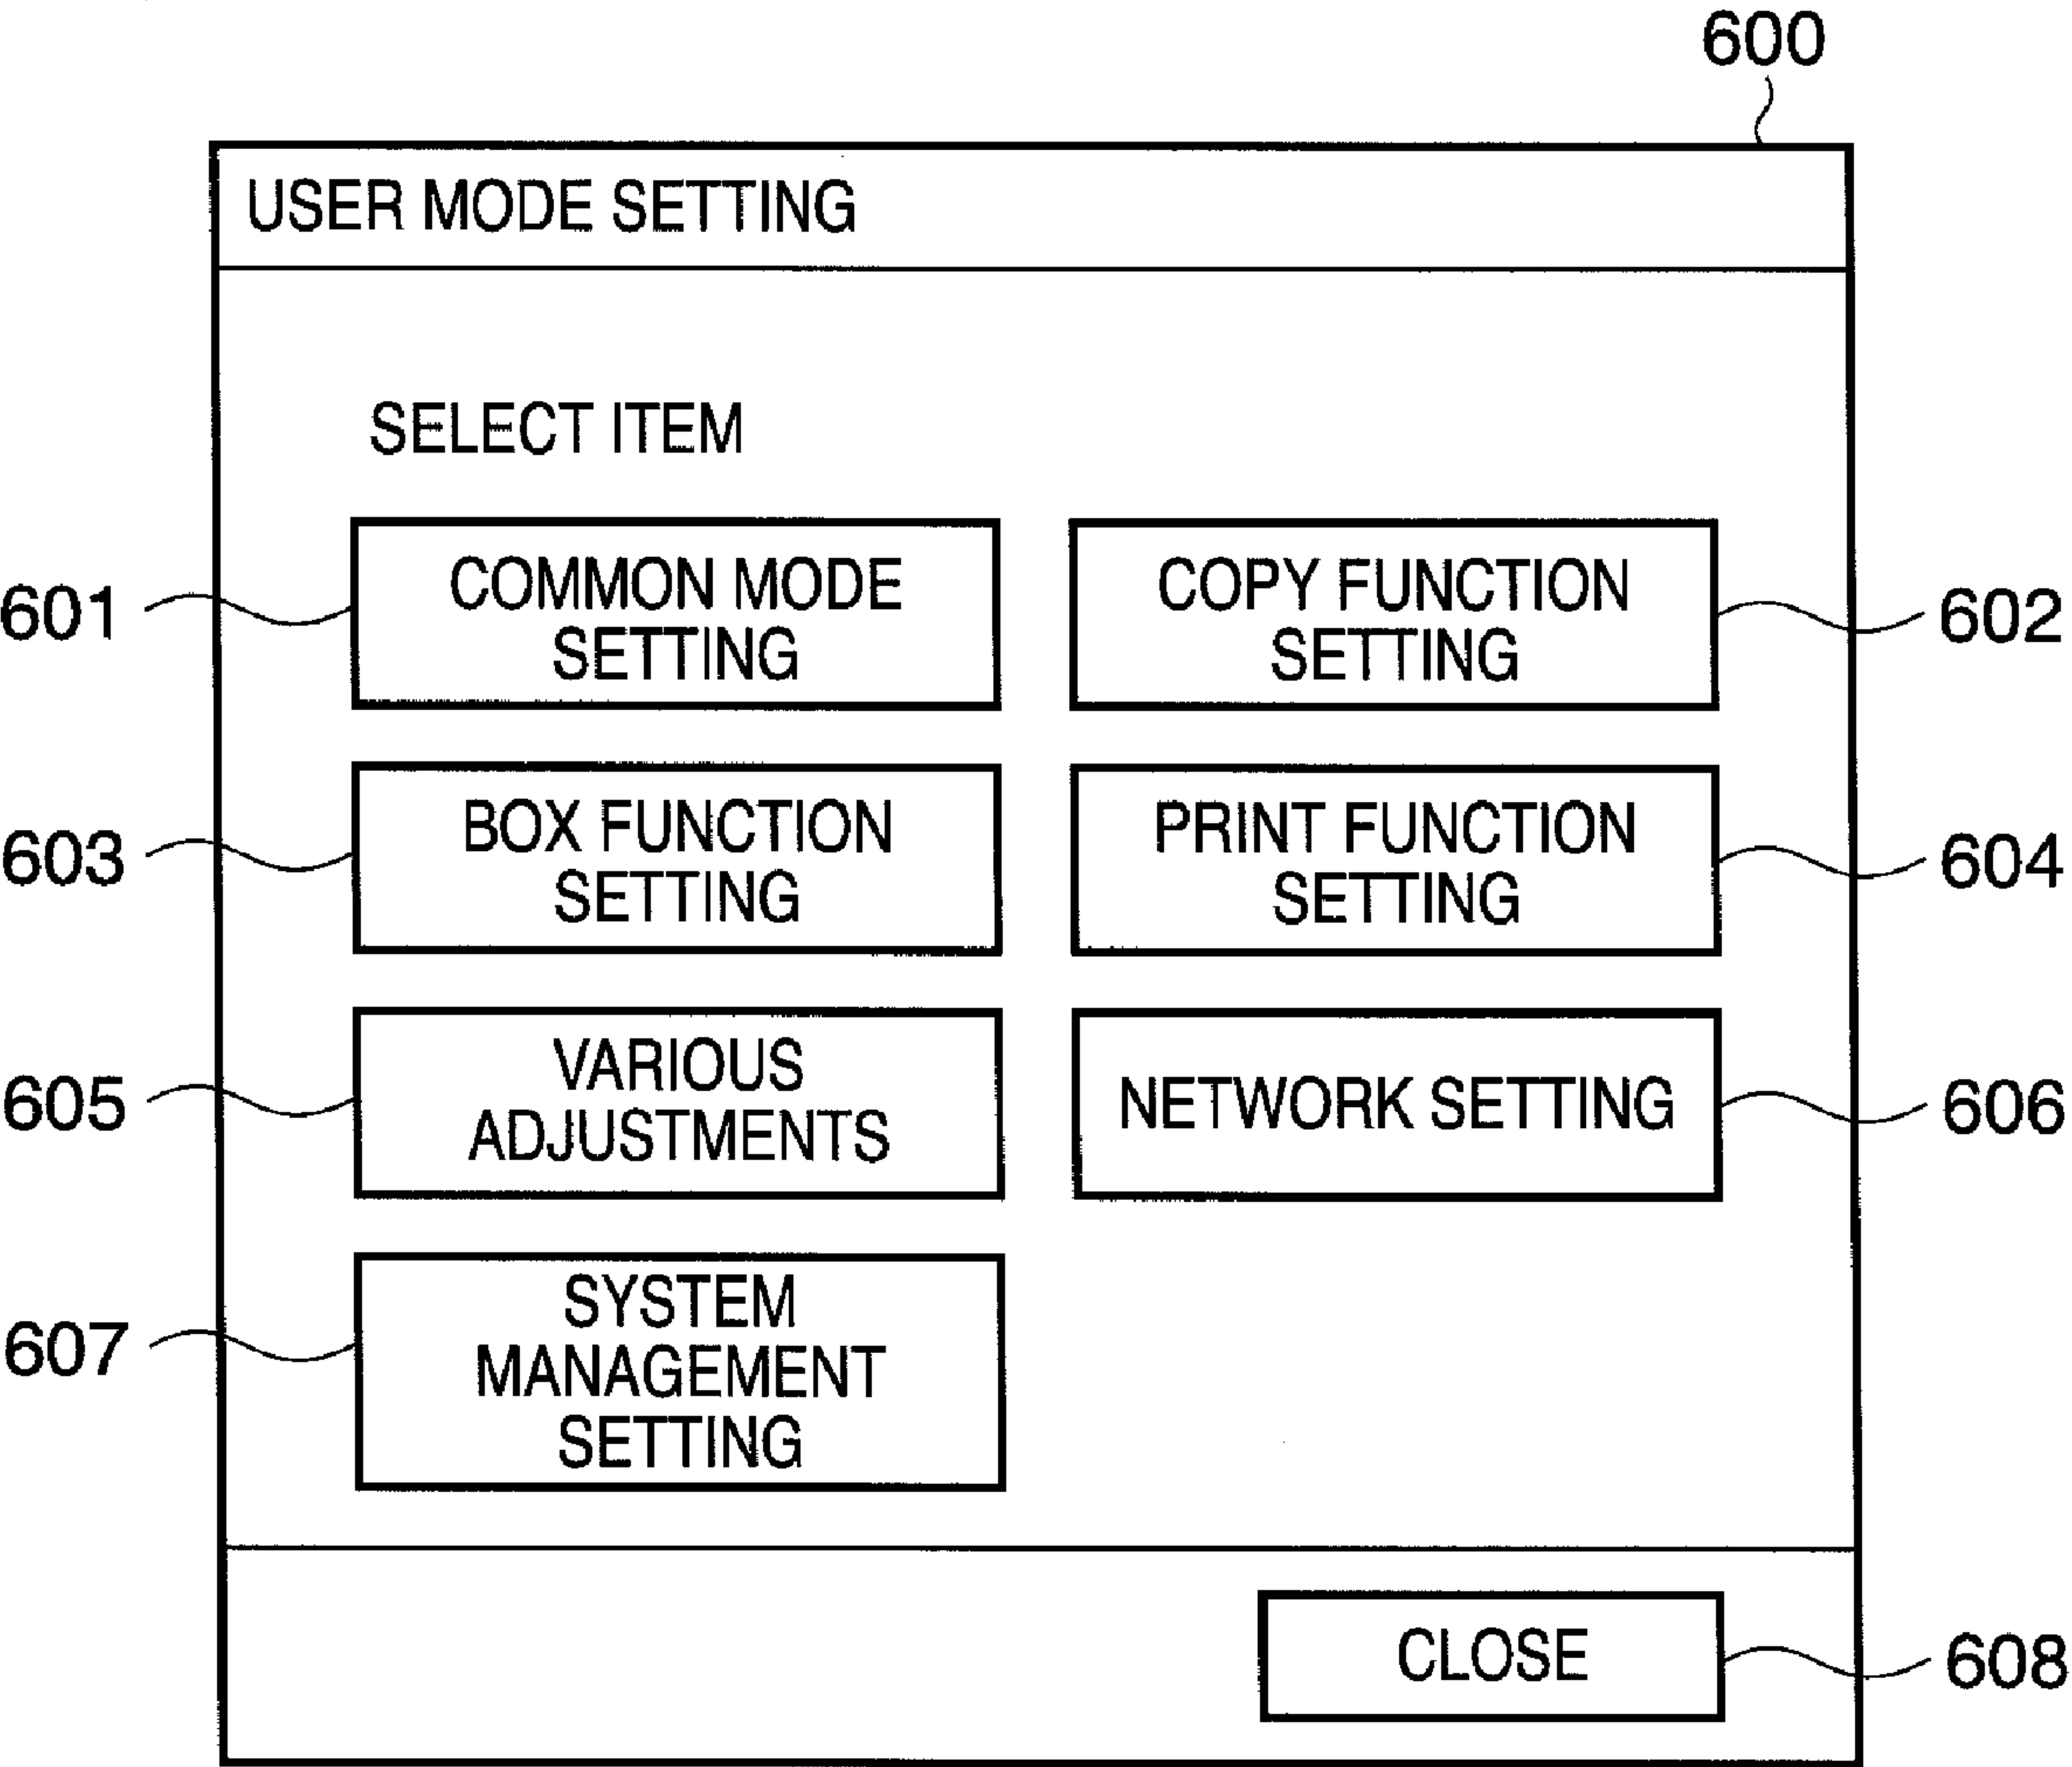 600
USER MODE SETTING
SELECT ITEM
601
COMMON MODE
SETTING
COPY FUNCTION
SETTING
602
603
BOX FUNCTION
SETTING
PRINT FUNCTION
SETTING
604
605
VARIOUS
ADJUSTMENTS
NETWORK SETTING
606
607
SYSTEM
MANAGEMENT
SETTING
CLOSE
608